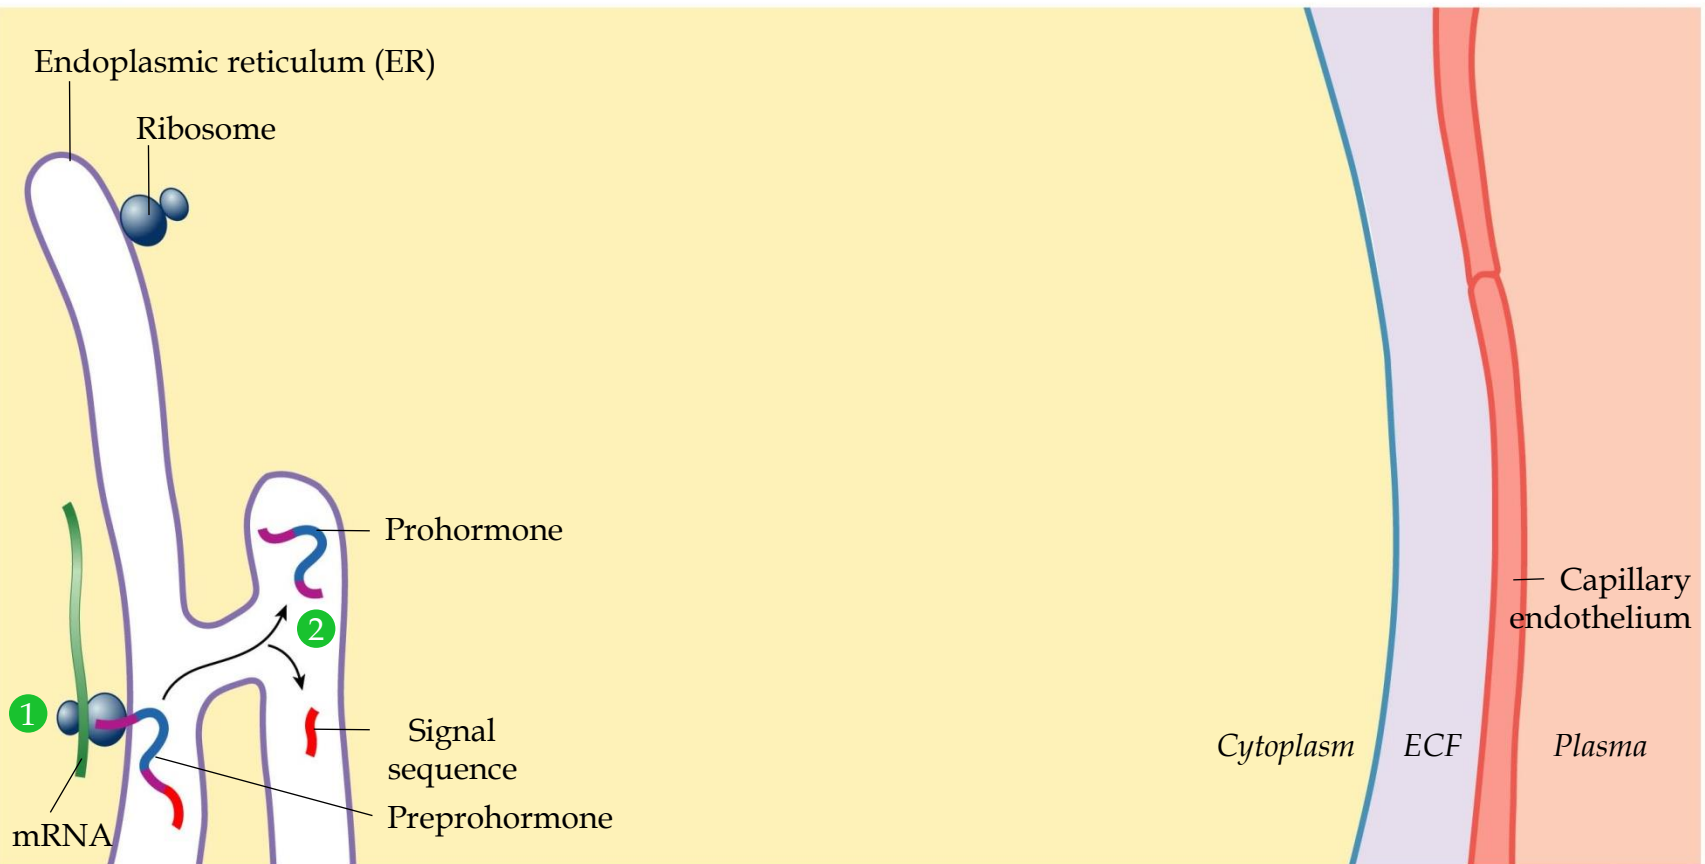 Endoplasmic reticulum (ER)
Ribosome
Prohormone
2
1
Signal
sequence
Preprohormone
mRNA
Capillary
endothelium
Cytoplasm
ECF
Plasma